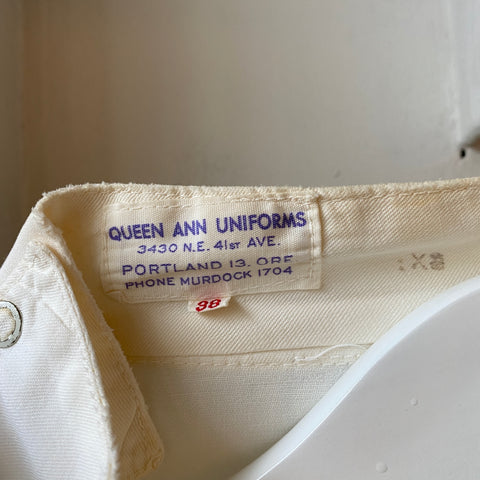 QUEEN ANN UNIFORMS
3430 N.E. 41ST AVE.
PORTLAND 13. ORE
PHONE MURDOCK 1704
38